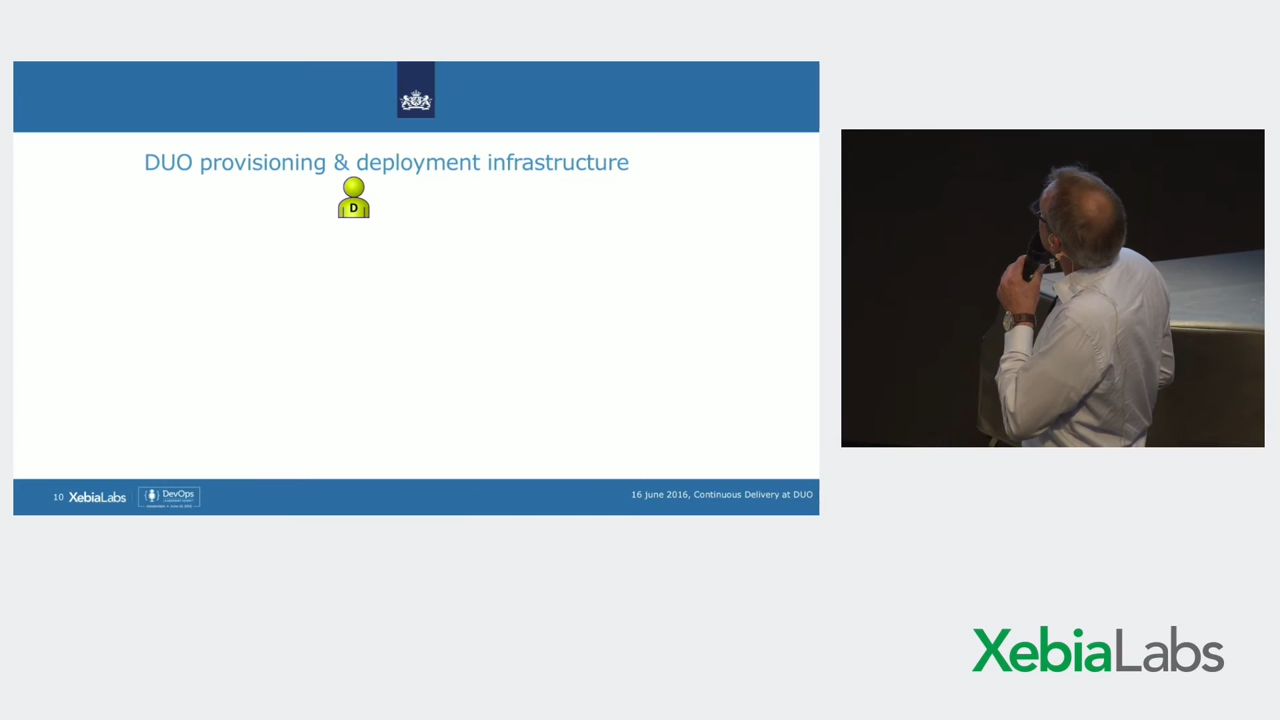 DUO provisioning & deployment infrastructure
D
10 XebiaLabs
DevOps
16 june 2016, Continuous Delivery at DUO
XebiaLabs